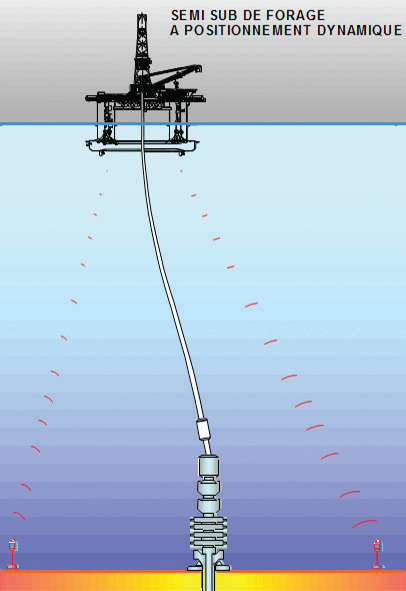 SEMI SUB DE FORAGE
A POSITIONNEMENT DYNAMIQUE